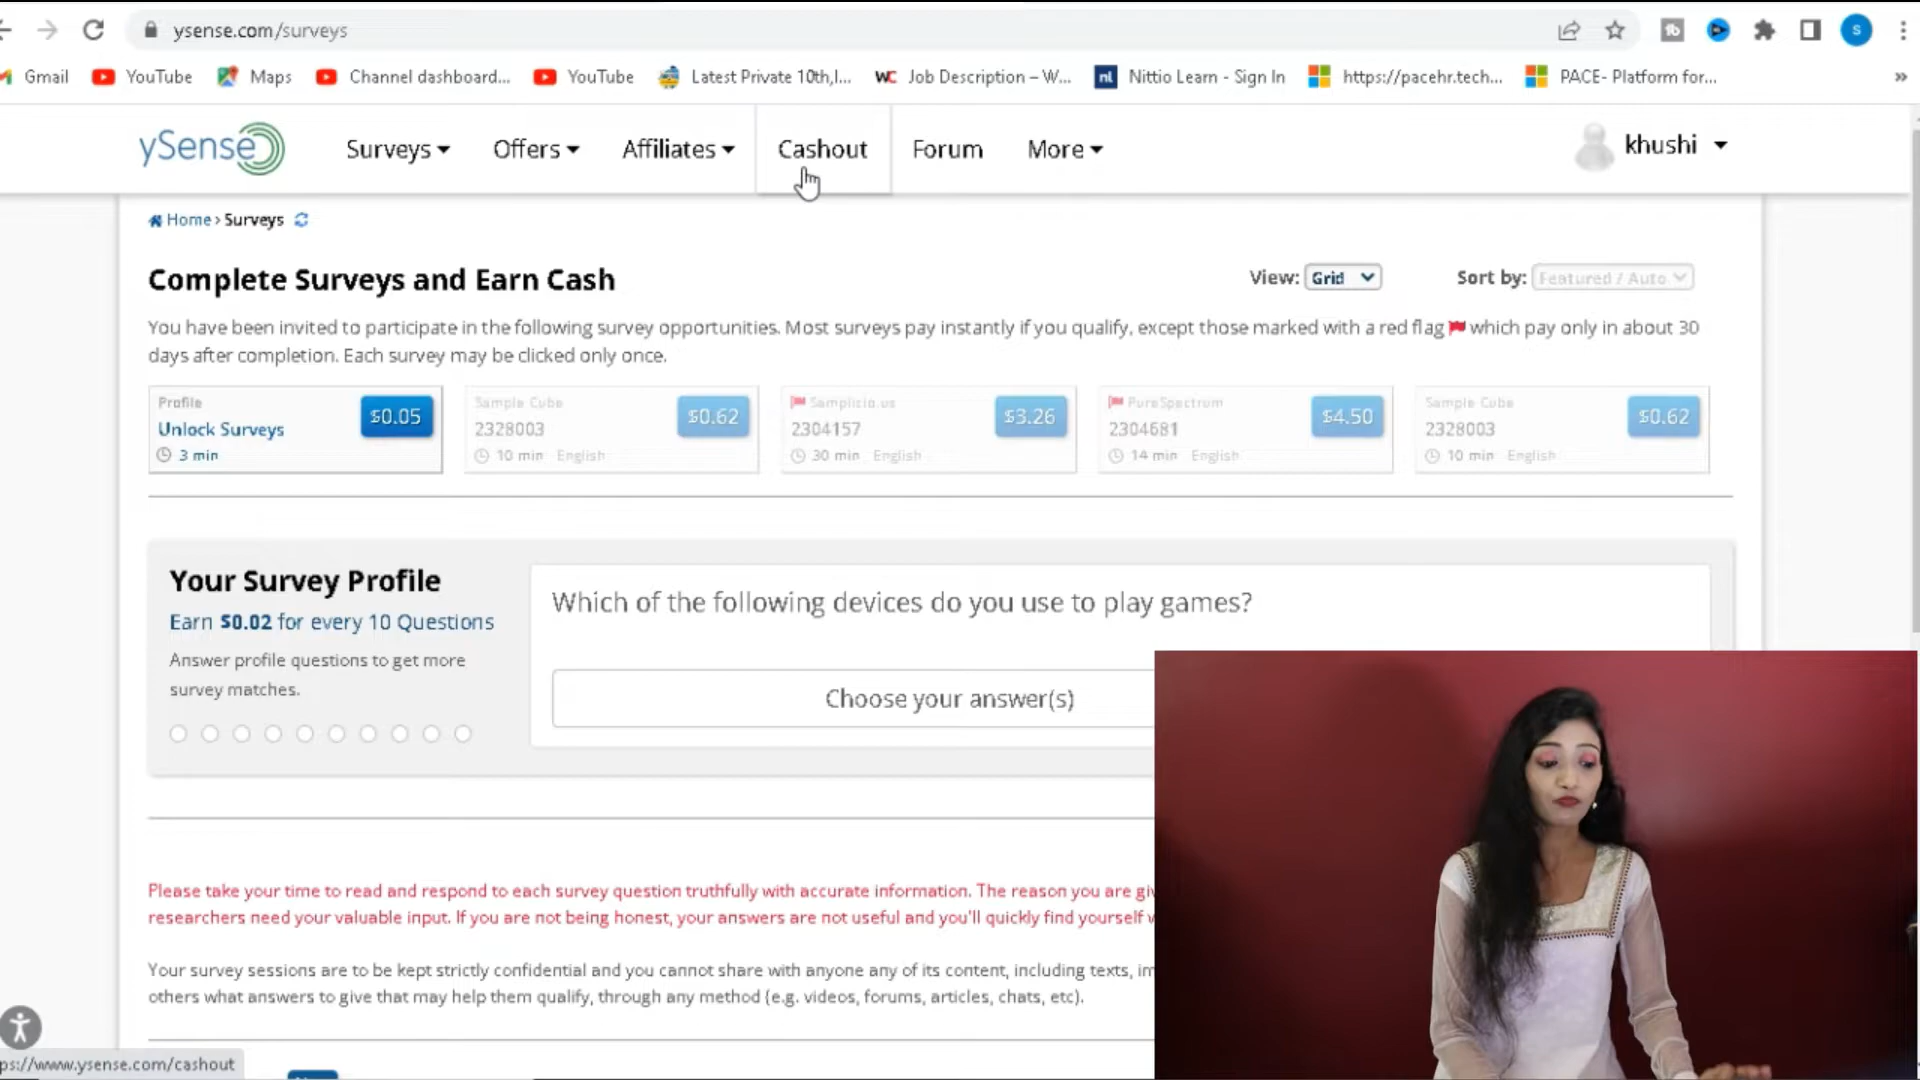 ysense.com/surveys
Gmail YouTube Maps Channel dashboard... YouTube Latest Private 10th,I... WC Job Description – W... nl Nittio Learn - Sign In https://pacehr.tech... PACE- Platform for... »
ySense Surveys Offers Affiliates Cashout Forum More khushi
Home › Surveys
Complete Surveys and Earn Cash View: Grid Sort by: Featured / Auto
You have been invited to participate in the following survey opportunities. Most surveys pay instantly if you qualify, except those marked with a red flag which pay only in about 30
days after completion. Each survey may be clicked only once.
Profile Unlock Surveys 3 min $0.05
Sample Cube 2328003 10 min English $0.62
Samplicio.us 2304157 30 min English $3.26
PureSpectrum 2304681 14 min English $4.50
Sample Cube 2328003 10 min English $0.62
Your Survey Profile
Earn $0.02 for every 10 Questions
Answer profile questions to get more
survey matches.
Which of the following devices do you use to play games?
Choose your answer(s)
Please take your time to read and respond to each survey question truthfully with accurate information. The reason you are
researchers need your valuable input. If you are not being honest, your answers are not useful and you'll quickly find yourself
Your survey sessions are to be kept strictly confidential and you cannot share with anyone any of its content, including texts,
others what answers to give that may help them qualify, through any method (e.g. videos, forums, articles, chats, etc).
ps://www.ysense.com/cashout